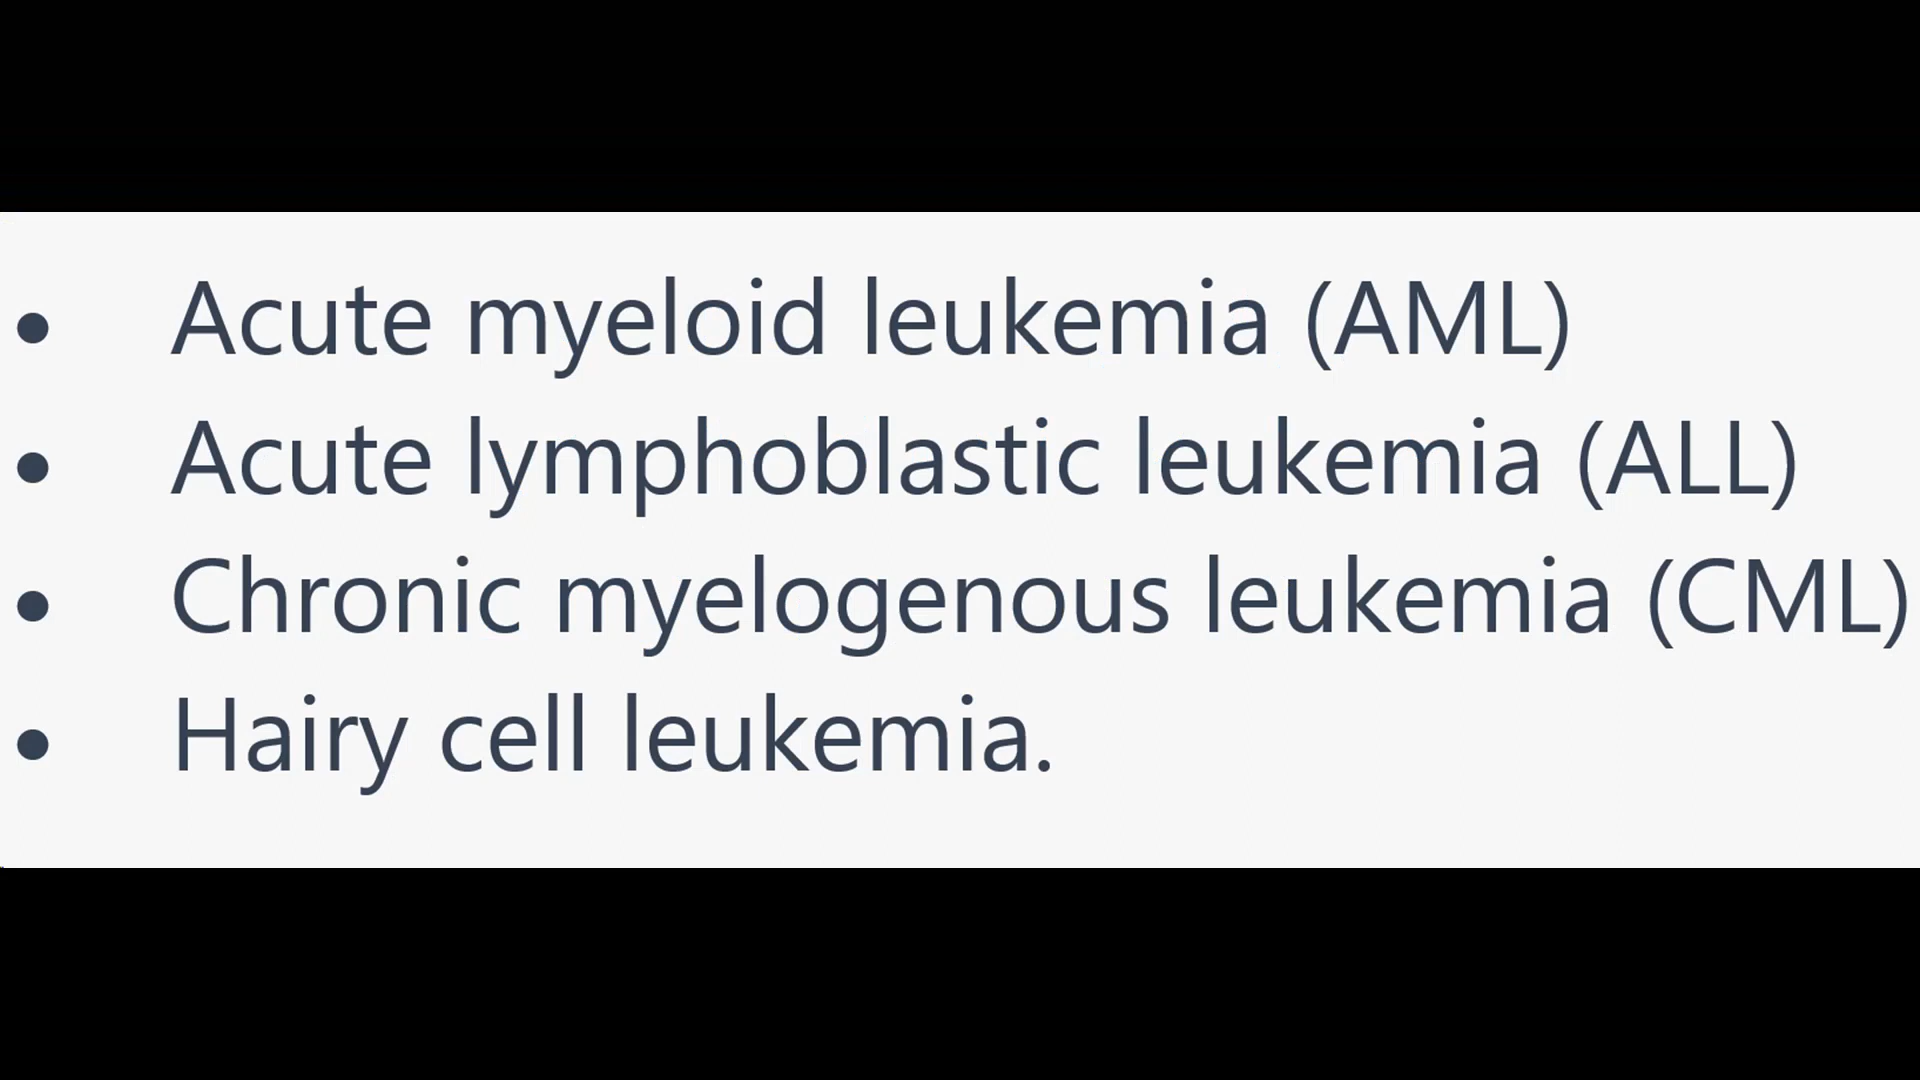 • Acute myeloid leukemia (AML)
• Acute lymphoblastic leukemia (ALL)
• Chronic myelogenous leukemia (CML)
• Hairy cell leukemia.